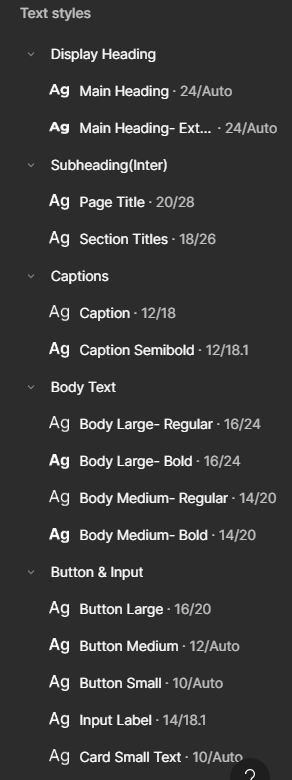 Text styles
Display Heading
Ag Main Heading · 24/Auto
Ag Main Heading- Ext... · 24/Auto
Subheading(Inter)
Ag Page Title · 20/28
Ag Section Titles · 18/26
Captions
Ag Caption · 12/18
Ag Caption Semibold · 12/18.1
Body Text
Ag Body Large- Regular · 16/24
Ag Body Large- Bold · 16/24
Ag Body Medium- Regular · 14/20
Ag Body Medium- Bold · 14/20
Button & Input
Ag Button Large · 16/20
Ag Button Medium · 12/Auto
Ag Button Small · 10/Auto
Ag Input Label · 14/18.1
Ag Card Small Text · 10/Auto
?